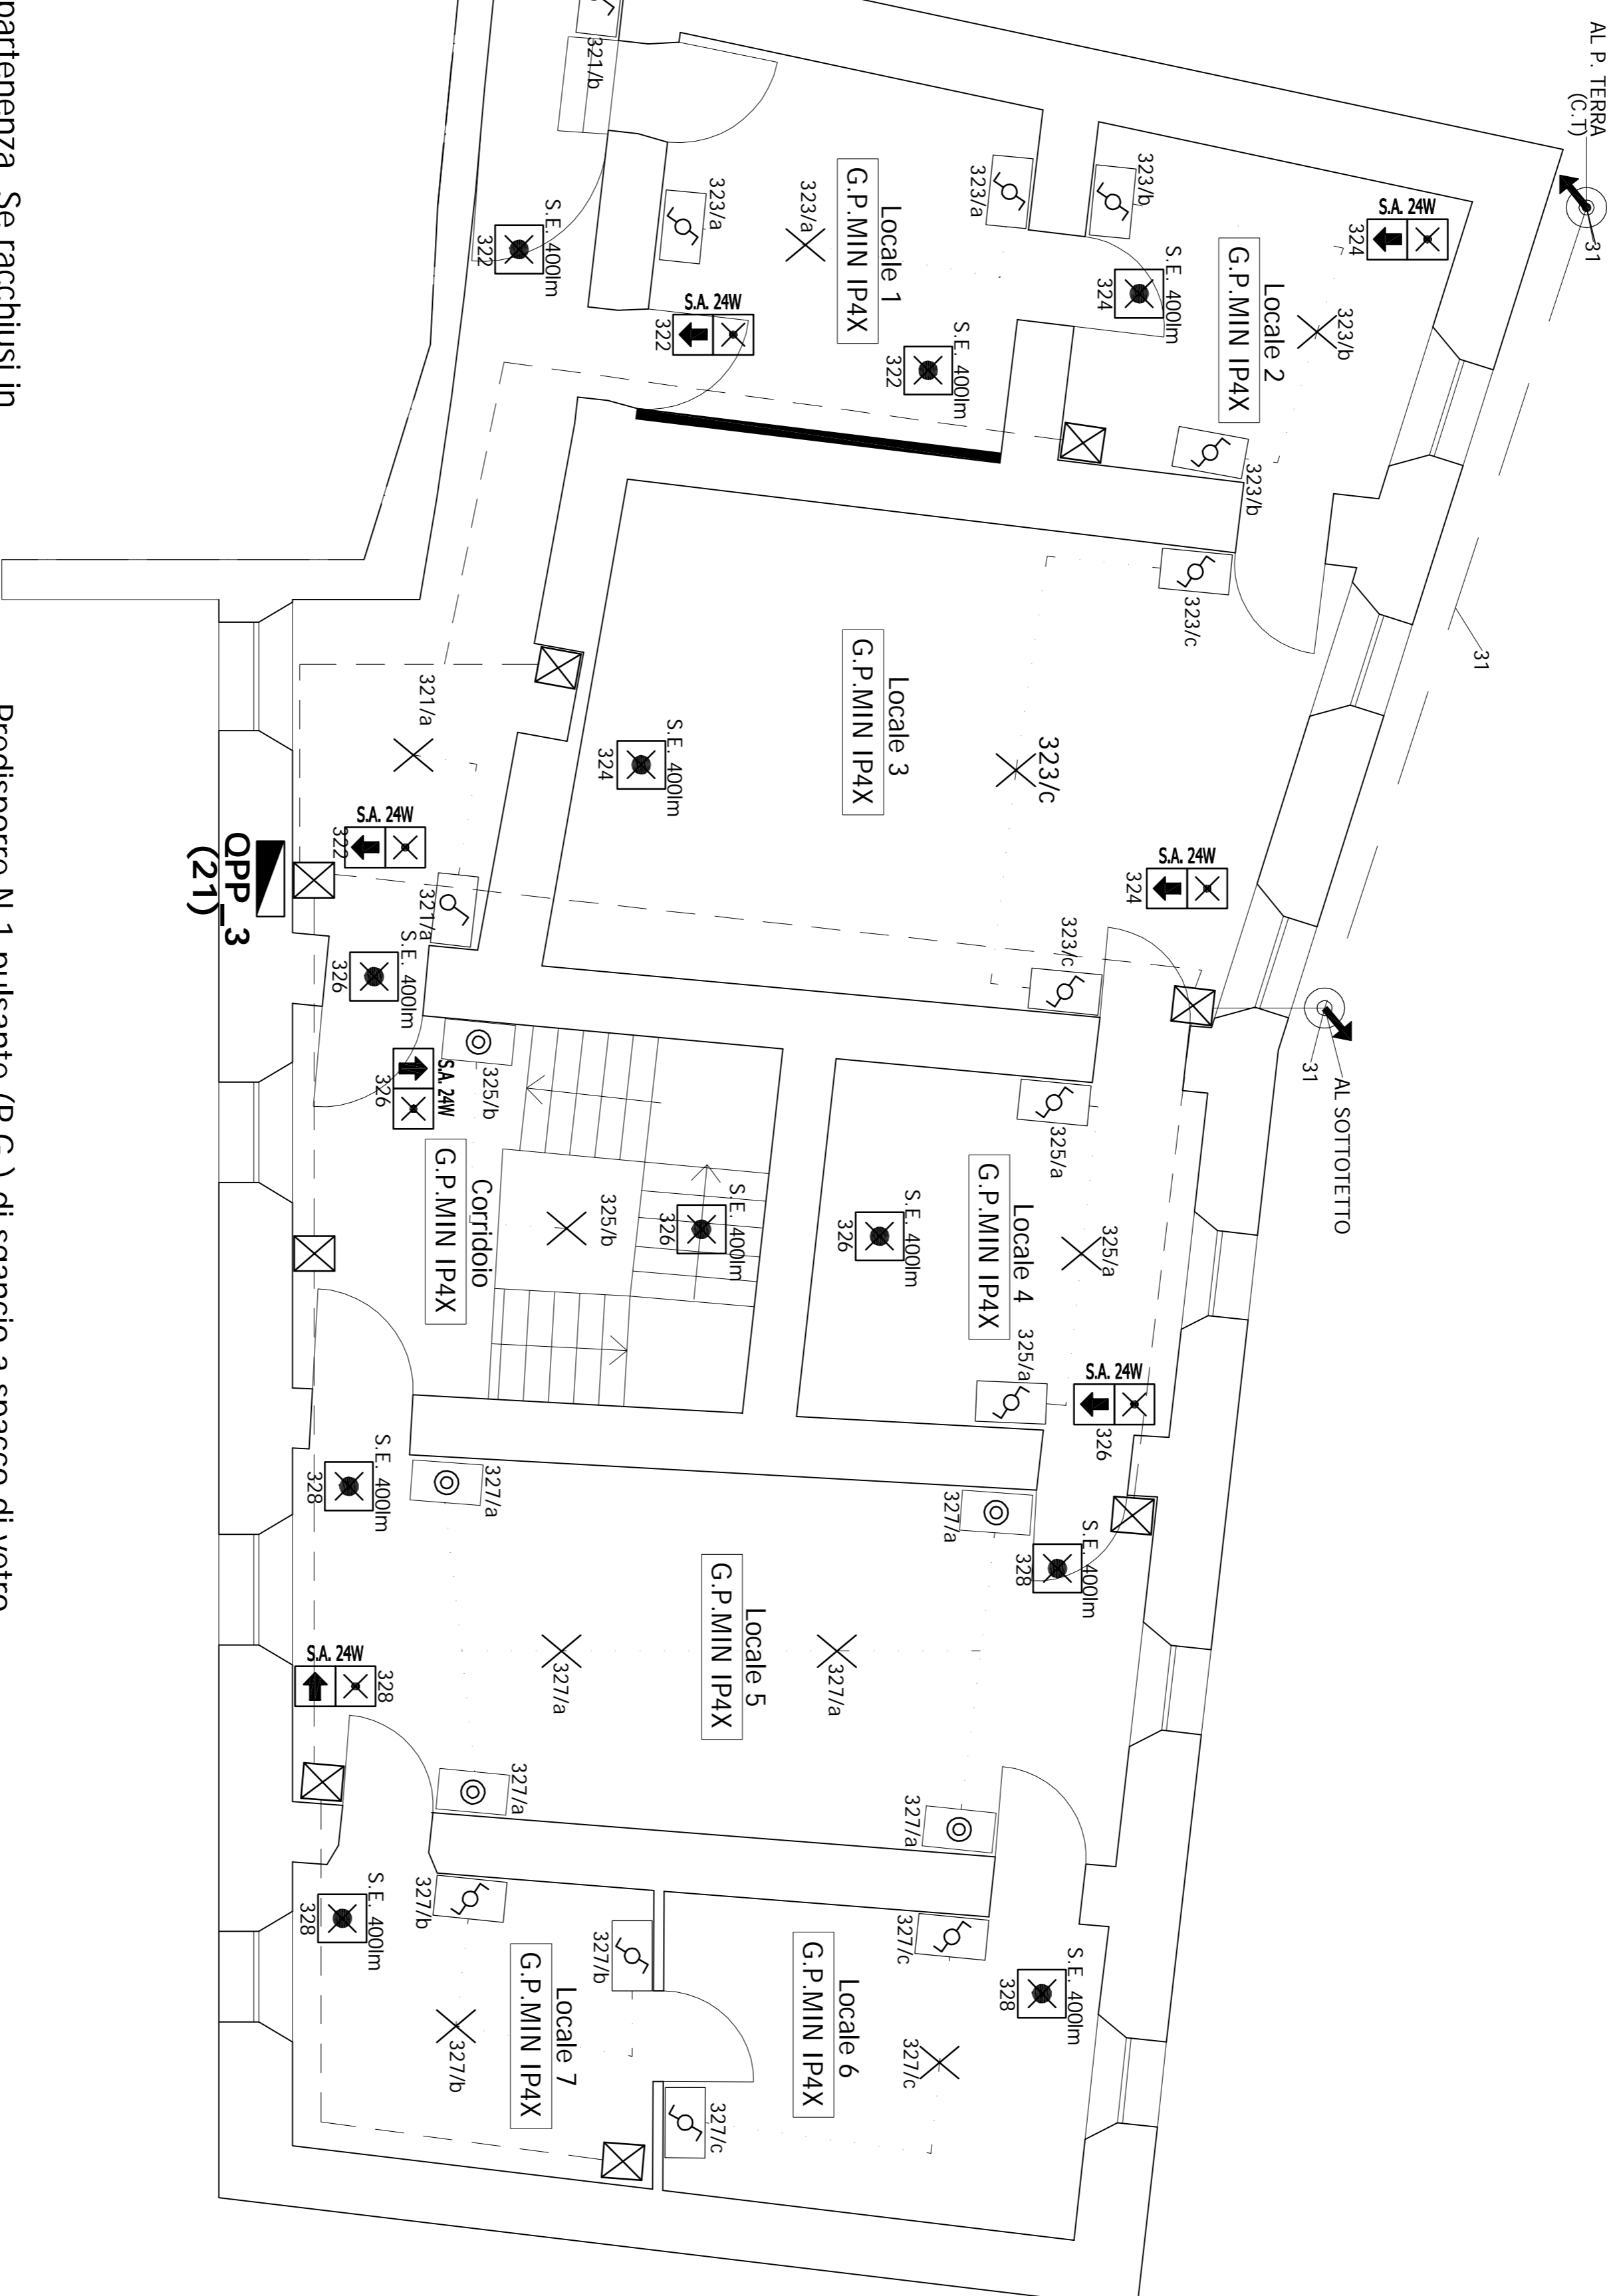 AL P. TERRA
(C.T)
31
31
AL SOTTOTETTO
31
S.A. 24W
324
323/b
Locale 2
G.P.MIN IP4X
323/b
S.E. 400lm
324
323/b
323/a
Locale 1
G.P.MIN IP4X
323/a
323/a
S.E. 400lm
322
S.A. 24W
322
321/b
S.E. 400lm
322
323/c
323/c
Locale 3
G.P.MIN IP4X
S.A. 24W
324
323/c
S.E. 400lm
324
321/a
S.A. 24W
322
321/a
S.E. 400lm
326
QPP_3
(21)
325/a
325/a
Locale 4
G.P.MIN IP4X
325/a
S.A. 24W
326
S.E. 400lm
326
S.E. 400lm
326
325/b
325/b
Corridoio
G.P.MIN IP4X
S.A. 24W
326
S.E. 400lm
328
327/a
Locale 5
G.P.MIN IP4X
327/a
327/a
327/a
327/a
327/a
S.E. 400lm
328
S.A. 24W
328
S.E. 400lm
328
327/c
327/c
Locale 6
G.P.MIN IP4X
327/c
327/b
Locale 7
G.P.MIN IP4X
327/b
327/b
S.E. 400lm
328
partenenza. Se racchiusi in
Predisporre N.1 pulsante (P.G.) di sgancio a spacco di vetro